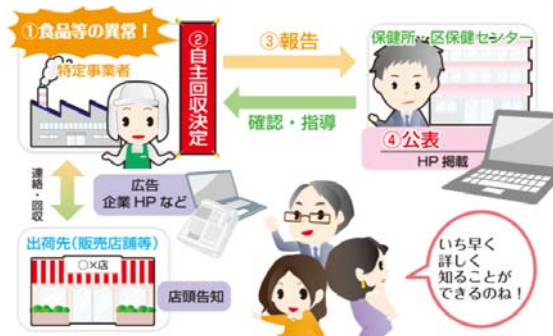 ①食品等の異常！
特定事業者
②自主回収決定
③報告
確認・指導
保健所・区保健センター
④公表
HP 掲載
連絡・回収
広告
企業 HP など
出荷先(販売店舗等)
〇×店
店頭告知
いち早く
詳しく
知ることが
できるのね！